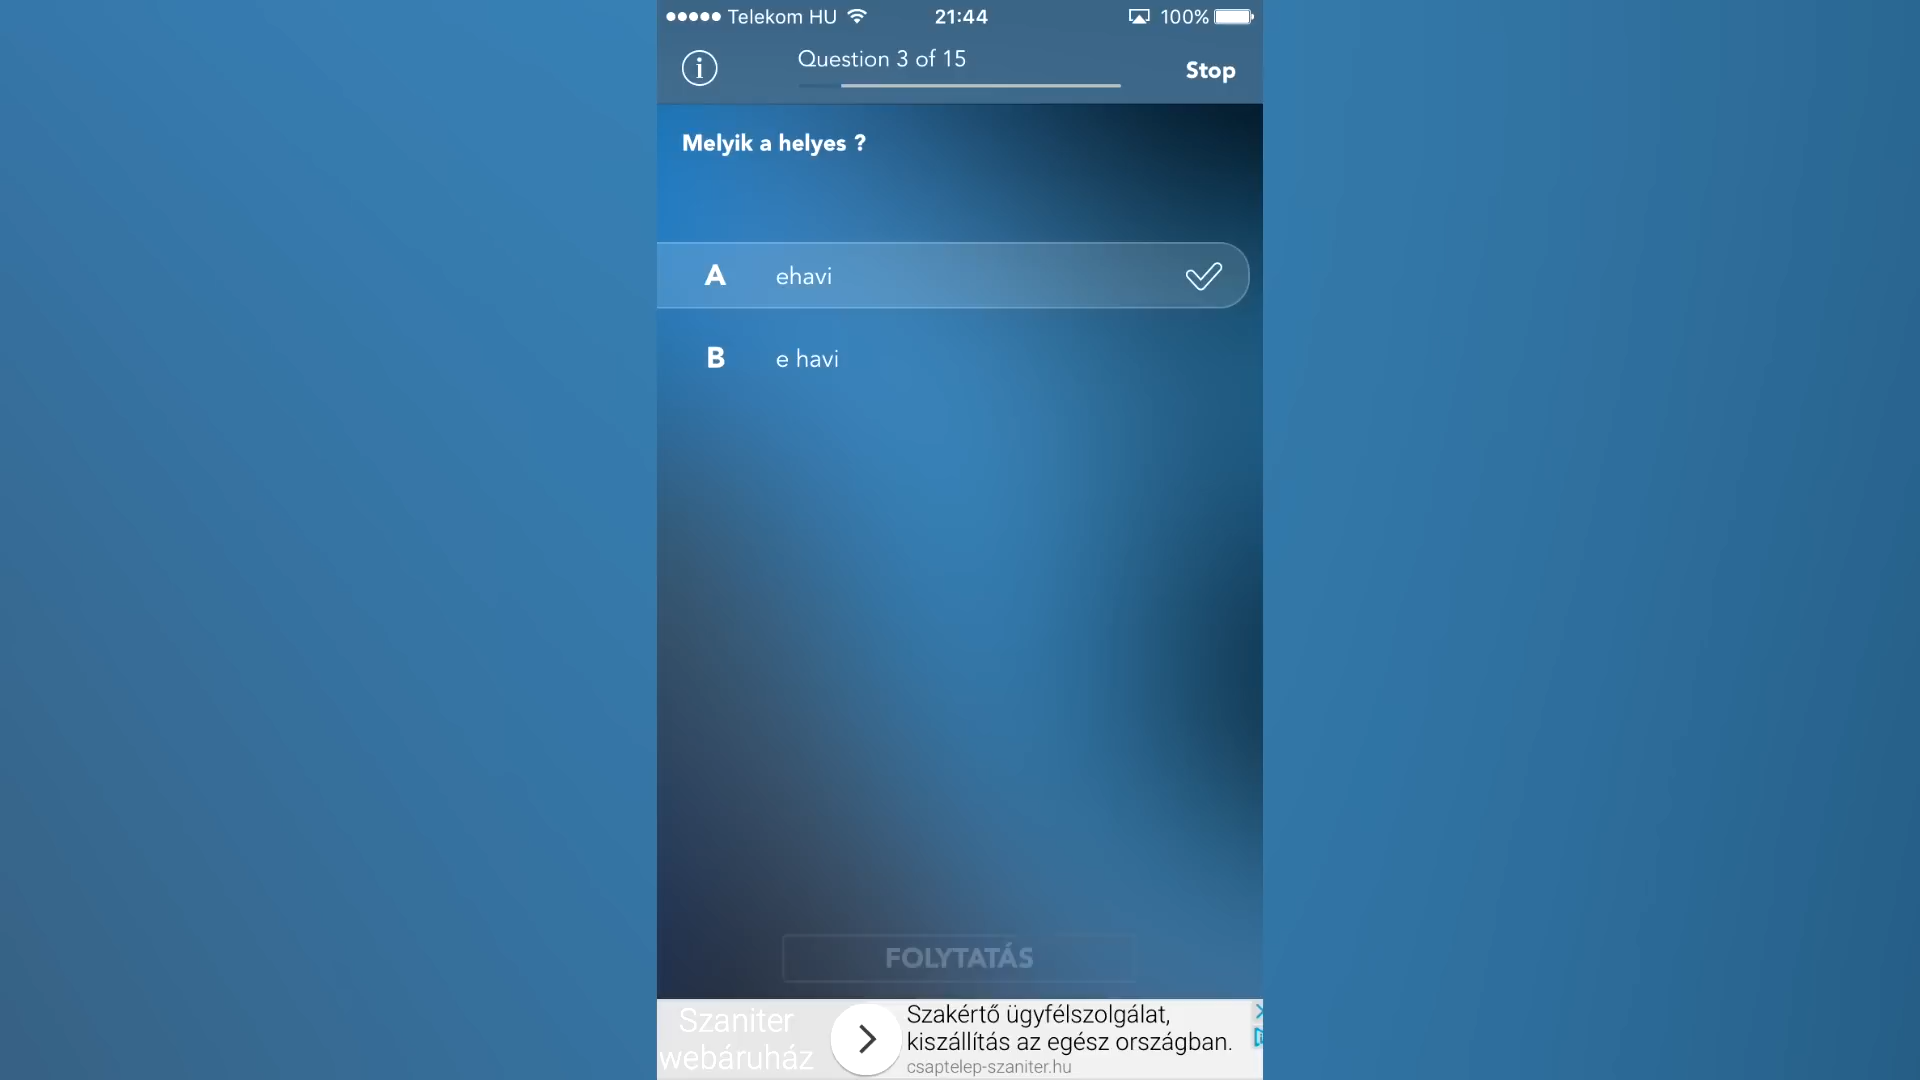 Telekom HU 21:44 100%
i Question 3 of 15 Stop
Melyik a helyes ?
A ehavi
B e havi
FOLYTATÁS
Szaniter
webáruház
Szakértő ügyfélszolgálat,
kiszállítás az egész országban.
csaptelep-szaniter.hu